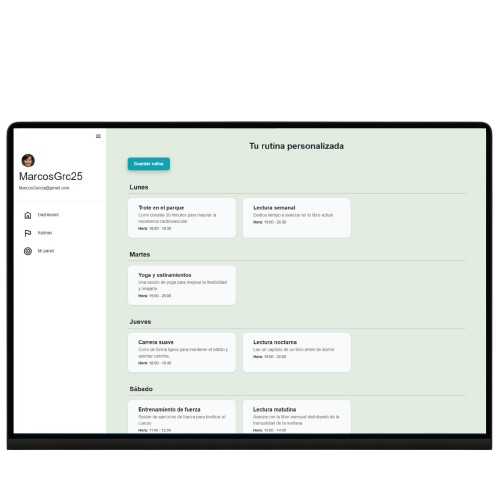 MarcosGrc25
MarcosGarcia@gmail.com
Dashboard
Rutinas
Mi panel
Tu rutina personalizada
Guardar rutina
Lunes
Trote en el parque
Corre durante 30 minutos para mejorar la
resistencia cardiovascular.
Hora: 18:00 - 18:30
Lectura semanal
Dedica tiempo a avanzar en tu libro actual.
Hora: 19:00 - 20:00
Martes
Yoga y estiramientos
Una sesión de yoga para mejorar la flexibilidad
y relajarte.
Hora: 19:00 - 20:00
Jueves
Carrera suave
Corre de forma ligera para mantener el hábito y
quemar calorías.
Hora: 18:00 - 18:45
Lectura nocturna
Lee un capítulo de un libro antes de dormir.
Hora: 19:00 - 20:00
Sábado
Entrenamiento de fuerza
Sesión de ejercicios de fuerza para tonificar el
cuerpo.
Hora: 11:00 - 12:00
Lectura matutina
Avanza con tu libro mensual disfrutando de la
tranquilidad de la mañana.
Hora: 13:00 - 14:00